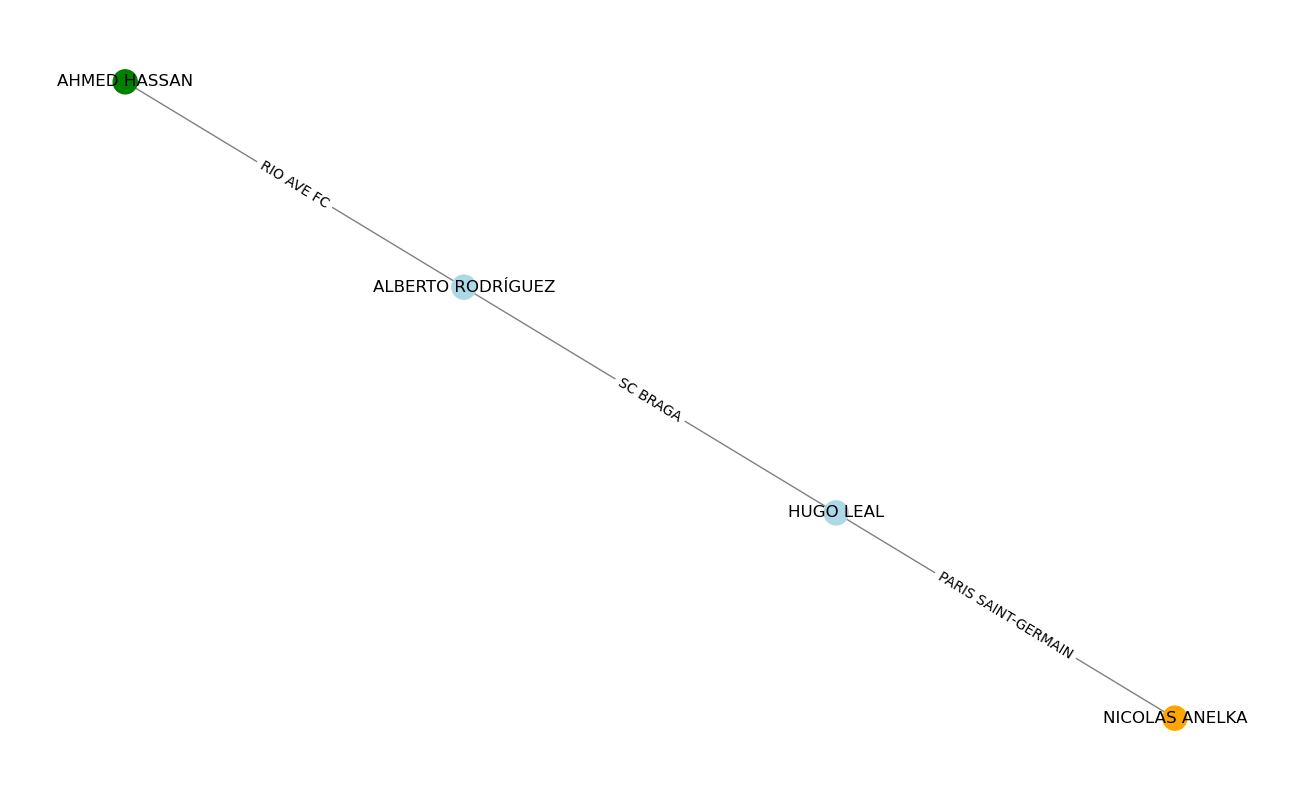 AHMED HASSAN
RIO AVE FC
ALBERTO RODRÍGUEZ
SC BRAGA
HUGO LEAL
PARIS SAINT-GERMAIN
NICOLAS ANELKA